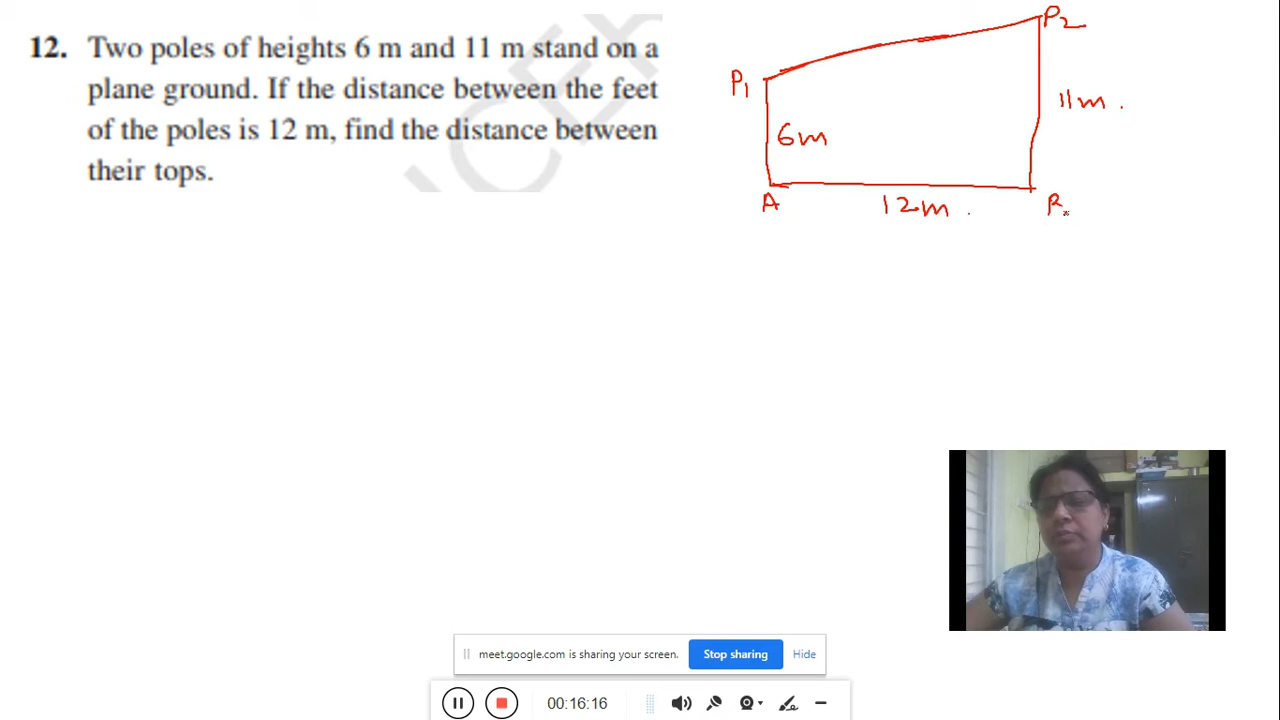 12. Two poles of heights 6 m and 11 m stand on a
plane ground. If the distance between the feet
of the poles is 12 m, find the distance between
their tops.
P2
P1
11m.
6m
A
12m.
meet.google.com is sharing your screen.
Stop sharing
Hide
00:16:16